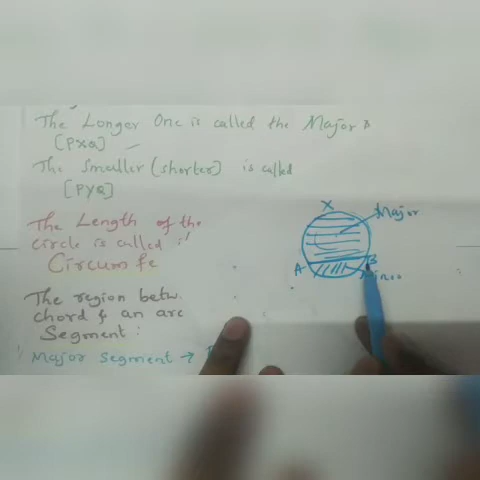 The Longer One is called the Major
[PXQ]
The Smaller (shorter) is called
[PYQ]
The Length of the
circle is called
Circumfe
The region betw.
chord & an arc
Segment:
Major Segment →
X
Major
A
B